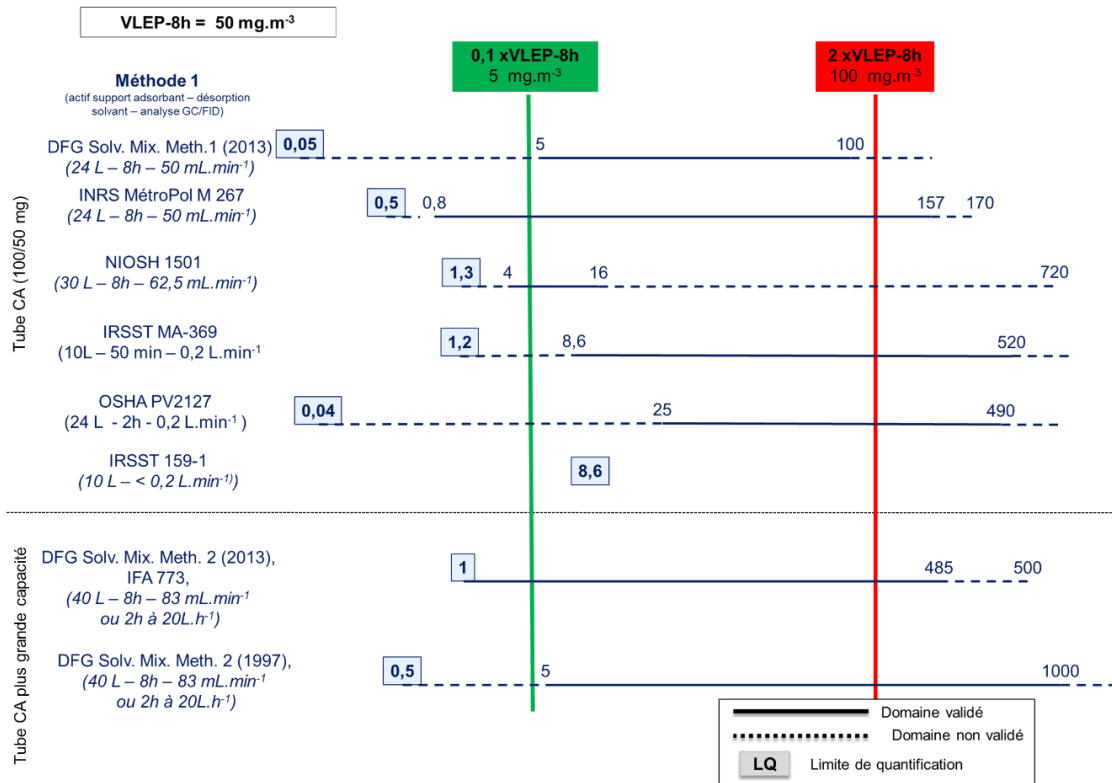 VLEP-8h = 50 mg.m⁻³
0,1 xVLEP-8h
5 mg.m⁻³
2 xVLEP-8h
100 mg.m⁻³
Méthode 1
(actif support adsorbant – désorption
solvant – analyse GC/FID)
Tube CA (100/50 mg)
DFG Solv. Mix. Meth.1 (2013)
(24 L – 8h – 50 mL.min⁻¹)
0,05
5
100
INRS MétroPol M 267
(24 L – 8h – 50 mL.min⁻¹)
0,5
0,8
157
170
NIOSH 1501
(30 L – 8h – 62,5 mL.min⁻¹)
1,3
4
16
720
IRSST MA-369
(10L – 50 min – 0,2 L.min⁻¹
1,2
8,6
520
OSHA PV2127
(24 L - 2h - 0,2 L.min⁻¹ )
0,04
25
490
IRSST 159-1
(10 L – < 0,2 L.min⁻¹⁾)
8,6
Tube CA plus grande capacité
DFG Solv. Mix. Meth. 2 (2013),
IFA 773,
(40 L – 8h – 83 mL.min⁻¹
ou 2h à 20L.h⁻¹)
1
485
500
DFG Solv. Mix. Meth. 2 (1997),
(40 L – 8h – 83 mL.min⁻¹
ou 2h à 20L.h⁻¹)
0,5
5
1000
Domaine validé
Domaine non validé
LQ Limite de quantification